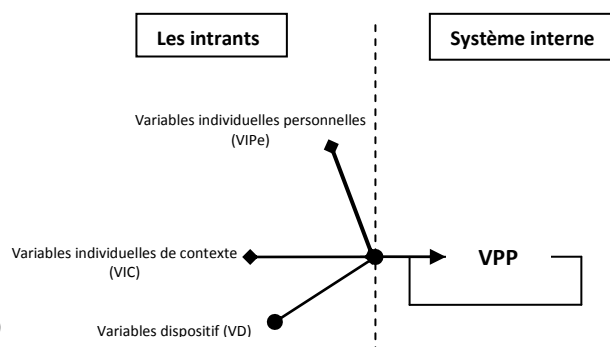 Les intrants
Système interne
Variables individuelles personnelles
(VIPe)
Variables individuelles de contexte
(VIC)
VPP
Variables dispositif (VD)